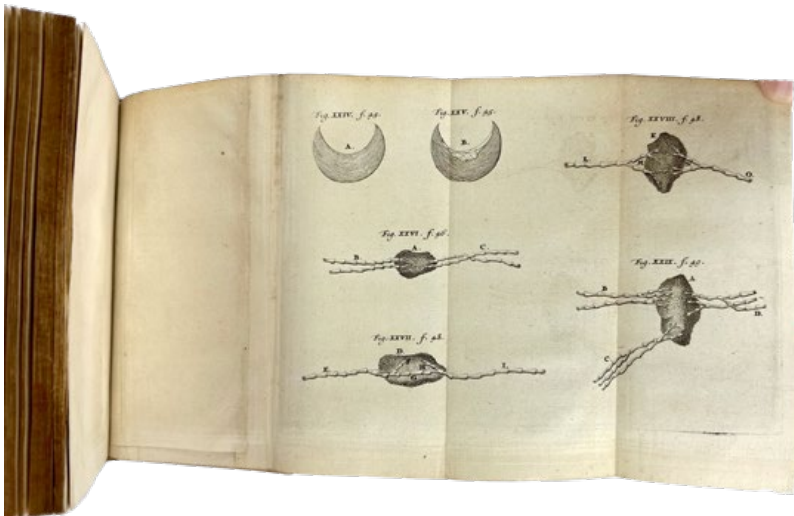 Fig. XXIV. f. 95.
A.
Fig. XXV. f. 95.
B.
Fig. XXVI. f. 96.
A.
B.
C.
Fig. XXVII. f. 98.
D.
F
H
G
E.
I.
Fig. XXVIII. f. 98.
K
L
M
O.
Fig. XXIX. f. 99.
A
B
D.
C